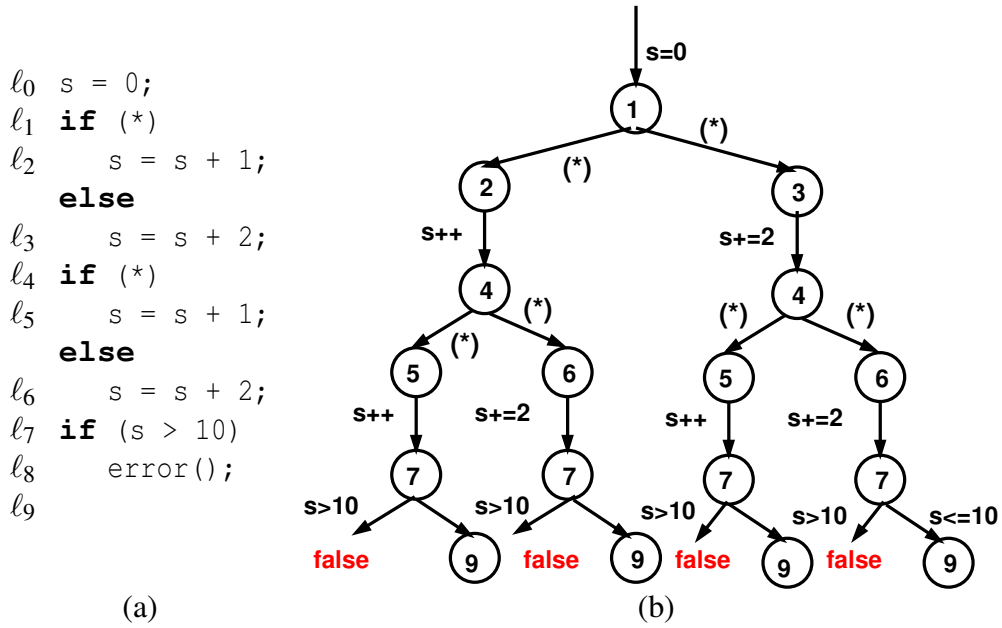 ℓ0 s = 0;
ℓ1 if (*)
ℓ2 s = s + 1;
else
ℓ3 s = s + 2;
ℓ4 if (*)
ℓ5 s = s + 1;
else
ℓ6 s = s + 2;
ℓ7 if (s > 10)
ℓ8 error();
ℓ9
(a)
s=0
1
(*) (*)
2 3
s++ s+=2
4 4
(*) (*) (*) (*)
5 6 5 6
s++ s+=2 s++ s+=2
7 7 7 7
s>10 s>10 s>10 s>10 s<=10
false 9 false 9 false 9 false 9
(b)